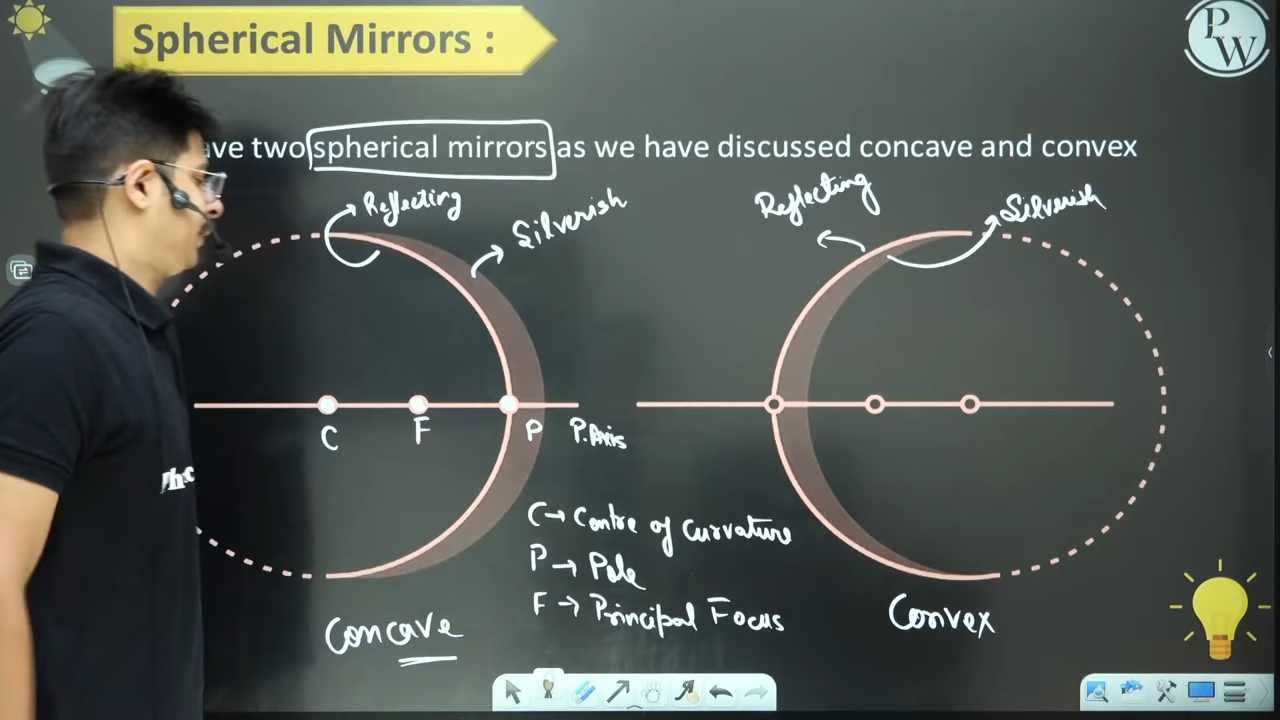 Spherical Mirrors :
PW
ave two spherical mirrors as we have discussed concave and convex
Reflecting
Silverish
Reflecting
Silverish
C
F
P
P.Axis
C → Centre of Curvature
P → Pole
F → Principal Focus
Concave
Convex